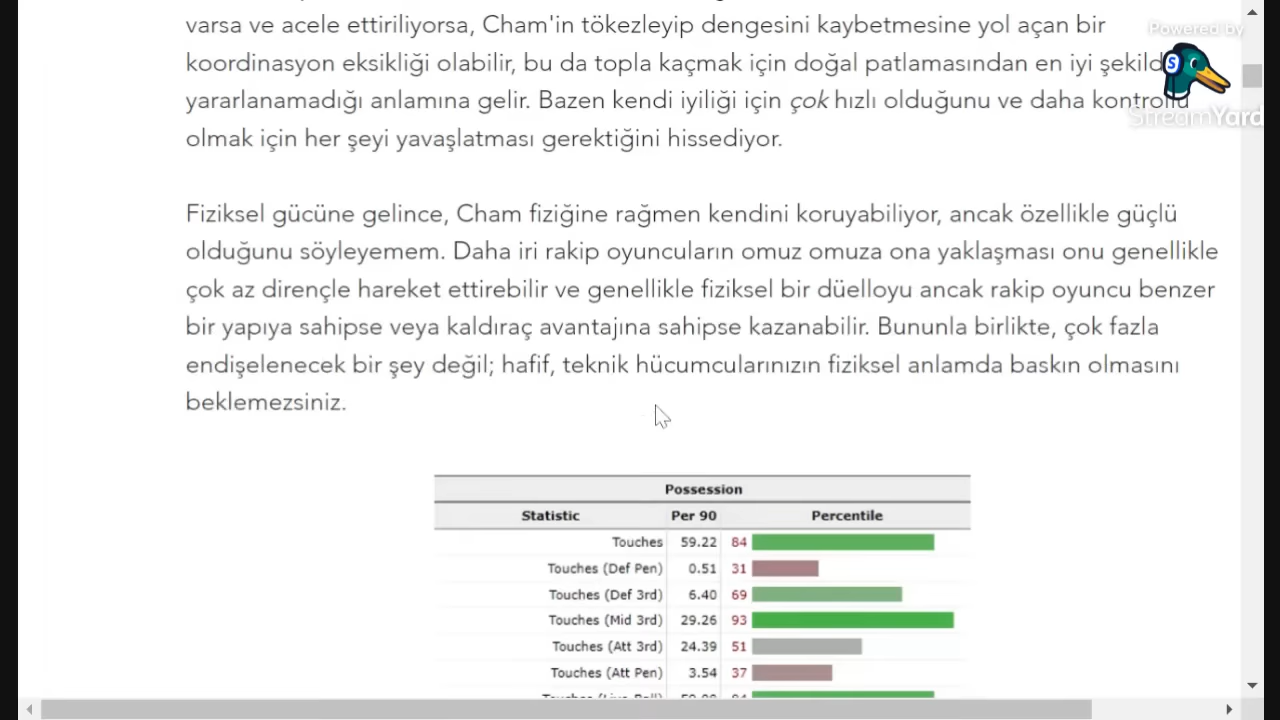 varsa ve acele ettiriliyorsa, Cham'in tökezleyip dengesini kaybetmesine yol açan bir
koordinasyon eksikliği olabilir, bu da topla kaçmak için doğal patlamasından en iyi şekild
yararlanamadığı anlamına gelir. Bazen kendi iyiliği için çok hızlı olduğunu ve daha kontrollü
olmak için her şeyi yavaşlatması gerektiğini hissediyor.
Powered by
S
StreamYard
Fiziksel gücüne gelince, Cham fiziğine rağmen kendini koruyabiliyor, ancak özellikle güçlü
olduğunu söyleyemem. Daha iri rakip oyuncuların omuz omuza ona yaklaşması onu genellikle
çok az dirençle hareket ettirebilir ve genellikle fiziksel bir düelloyu ancak rakip oyuncu benzer
bir yapıya sahipse veya kaldıraç avantajına sahipse kazanabilir. Bununla birlikte, çok fazla
endişelenecek bir şey değil; hafif, teknik hücumcularınızın fiziksel anlamda baskın olmasını
beklemezsiniz.
Possession
Statistic Per 90 Percentile
Touches 59.22 84
Touches (Def Pen) 0.51 31
Touches (Def 3rd) 6.40 69
Touches (Mid 3rd) 29.26 93
Touches (Att 3rd) 24.39 51
Touches (Att Pen) 3.54 37